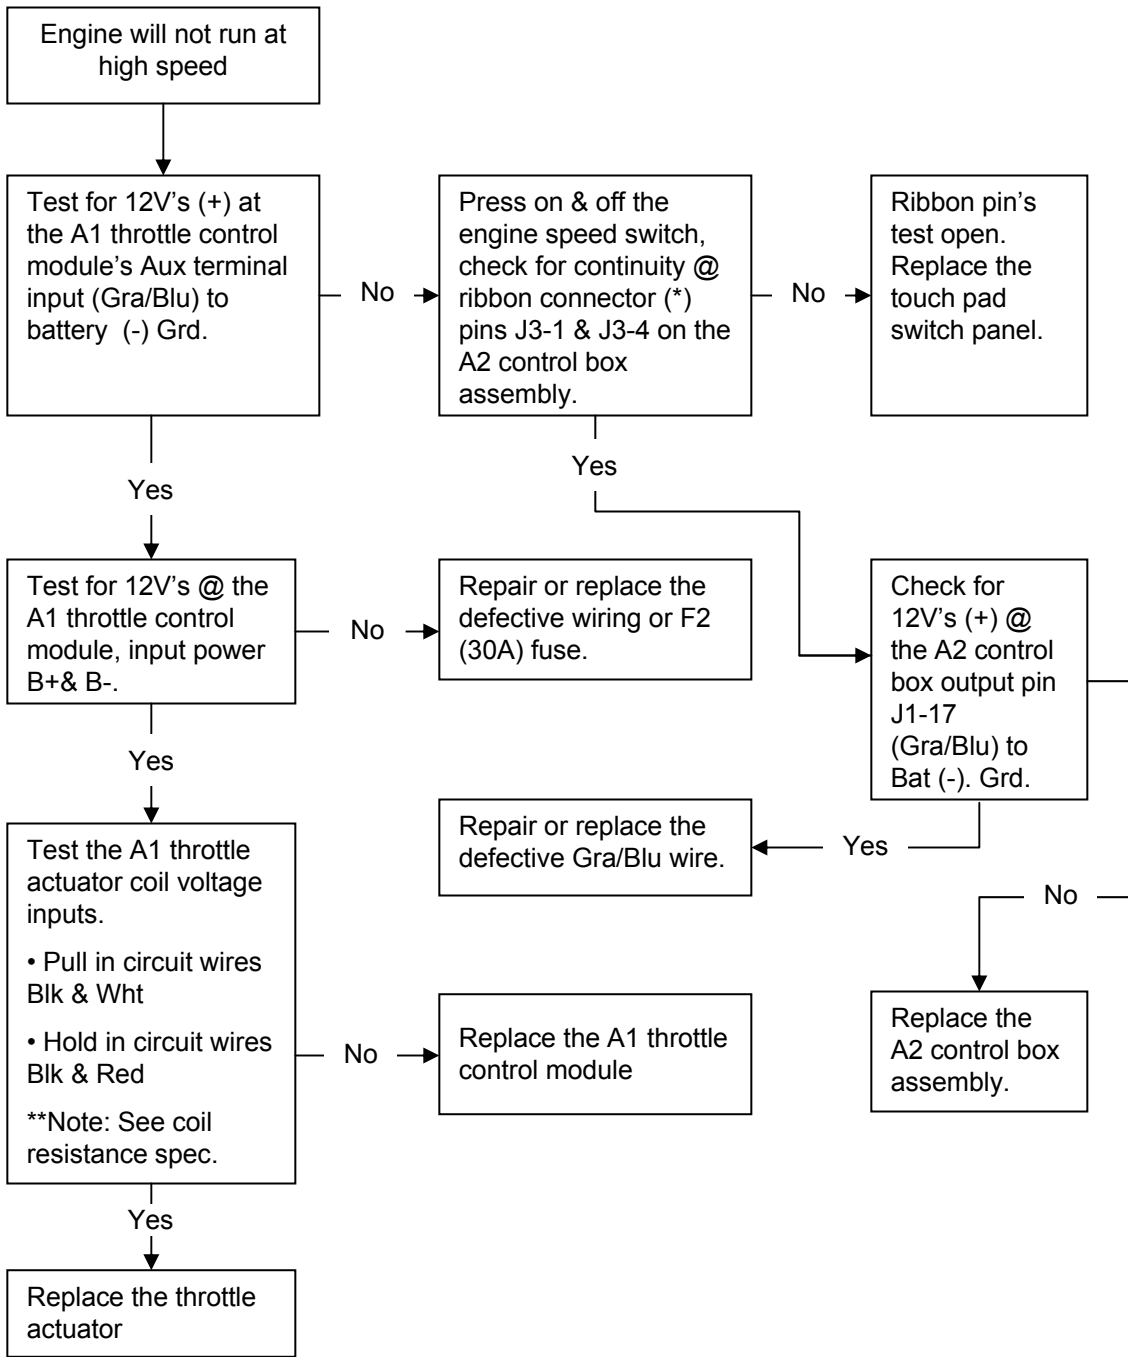 Engine will not run at
high speed
Test for 12V's (+) at
the A1 throttle control
module's Aux terminal
input (Gra/Blu) to
battery (-) Grd.
No
Press on & off the
engine speed switch,
check for continuity @
ribbon connector (*)
pins J3-1 & J3-4 on the
A2 control box
assembly.
No
Ribbon pin's
test open.
Replace the
touch pad
switch panel.
Yes
Yes
Test for 12V's @ the
A1 throttle control
module, input power
B+& B-.
No
Repair or replace the
defective wiring or F2
(30A) fuse.
Check for
12V's (+) @
the A2 control
box output pin
J1-17
(Gra/Blu) to
Bat (-). Grd.
Yes
Repair or replace the
defective Gra/Blu wire.
Yes
No
Test the A1 throttle
actuator coil voltage
inputs.
• Pull in circuit wires
Blk & Wht
• Hold in circuit wires
Blk & Red
**Note: See coil
resistance spec.
No
Replace the A1 throttle
control module
Replace the
A2 control box
assembly.
Yes
Replace the throttle
actuator